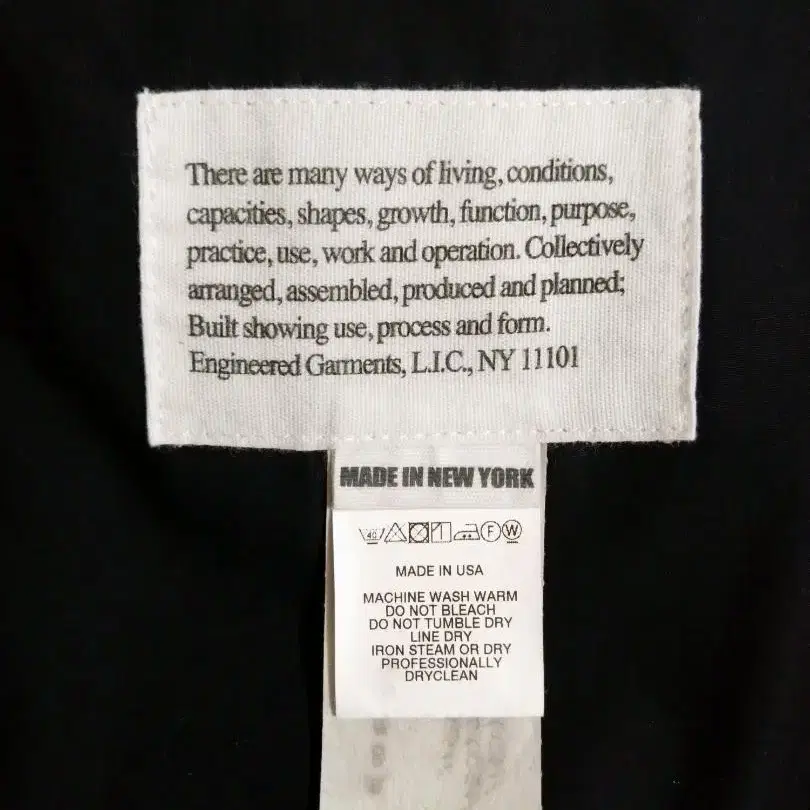 There are many ways of living, conditions,
capacities, shapes, growth, function, purpose,
practice, use, work and operation. Collectively
arranged, assembled, produced and planned;
Built showing use, process and form.
Engineered Garments, L.I.C., NY 11101
MADE IN NEW YORK
40 F W
MADE IN USA
MACHINE WASH WARM
DO NOT BLEACH
DO NOT TUMBLE DRY
LINE DRY
IRON STEAM OR DRY
PROFESSIONALLY
DRYCLEAN